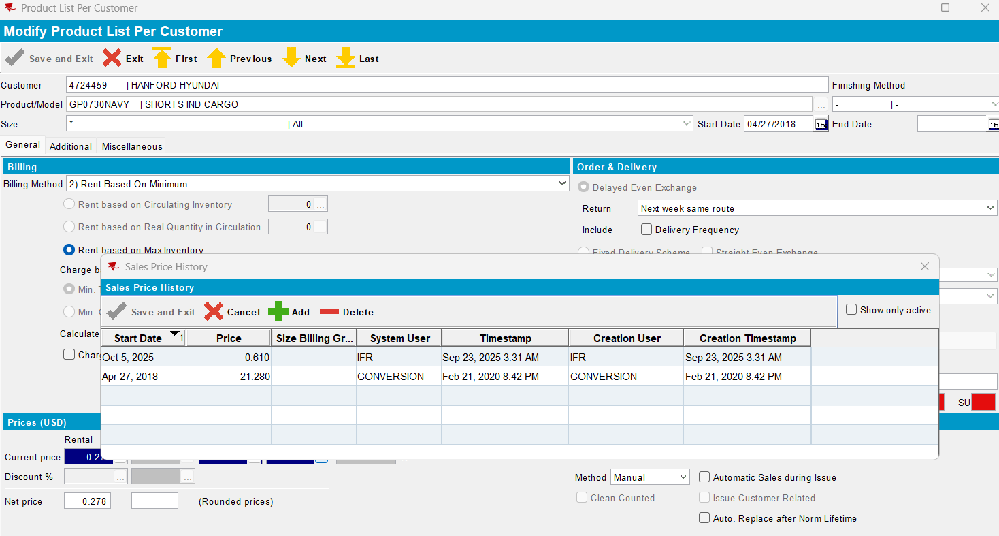 Product List Per Customer
Modify Product List Per Customer
Save and Exit Exit First Previous Next Last
Customer 4724459 | HANFORD HYUNDAI Finishing Method
Product/Model GP0730NAVY | SHORTS IND CARGO ... - | -
Size * | All Start Date 04/27/2018 16 End Date 16
General Additional Miscellaneous
Billing Order & Delivery
Billing Method 2) Rent Based On Minimum Delayed Even Exchange
Rent based on Circulating Inventory 0 ... Return Next week same route
Rent based on Real Quantity in Circulation 0 ... Include Delivery Frequency
Rent based on Max Inventory Fixed Delivery Scheme Straight Even Exchange
Sales Price History
Charge b
Sales Price History
Min.
Save and Exit Cancel Add Delete Show only active
Min.
Calculate
Start Date 1 Price Size Billing Gr... System User Timestamp Creation User Creation Timestamp
Char
Oct 5, 2025 0.610 IFR Sep 23, 2025 3:31 AM IFR Sep 23, 2025 3:31 AM
Apr 27, 2018 21.280 CONVERSION Feb 21, 2020 8:42 PM CONVERSION Feb 21, 2020 8:42 PM
SU
Prices (USD)
Rental
Current price 0.27
Discount % ... ...
Method Manual Automatic Sales during Issue
Net price 0.278 (Rounded prices)
Clean Counted Issue Customer Related
Auto. Replace after Norm Lifetime